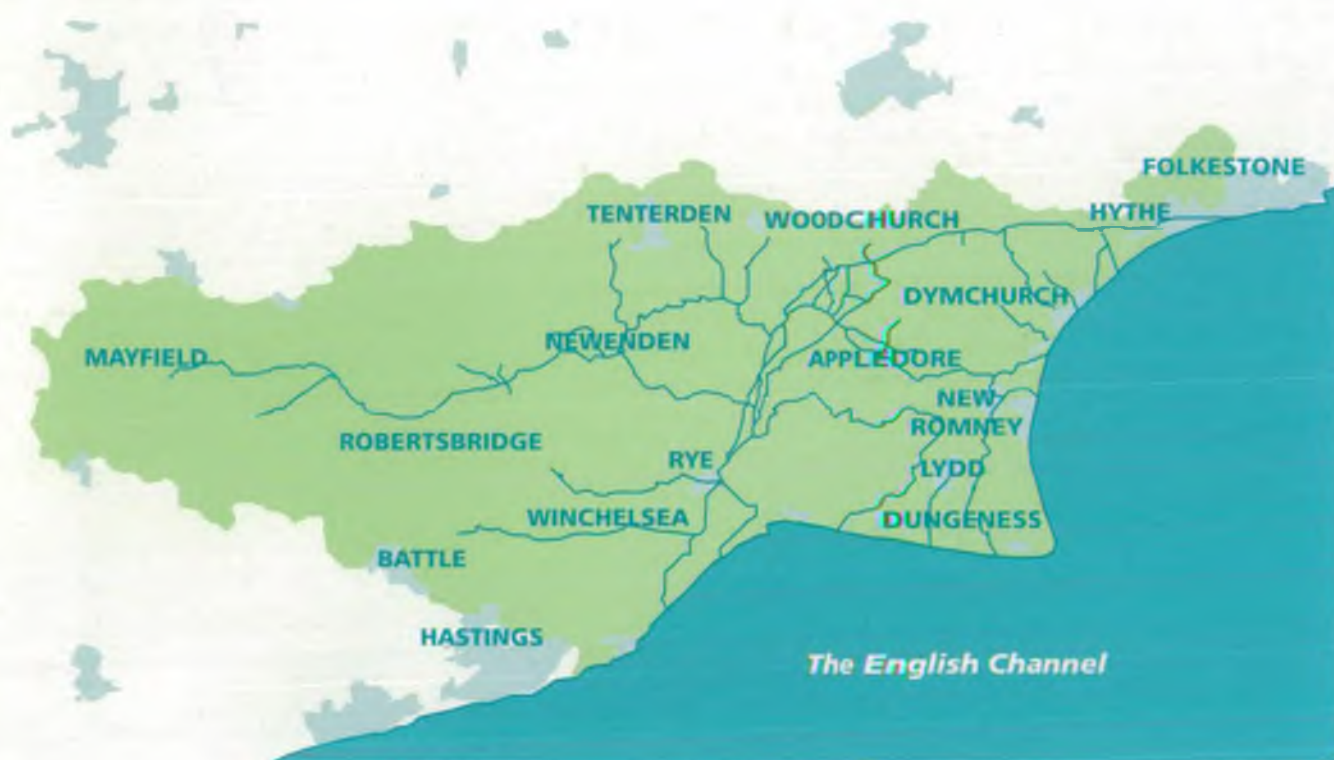 FOLKESTONE
HYTHE
TENTERDEN
WOODCHURCH
DYMCHURCH
NEWENDEN
MAYFIELD
APPLEDORE
NEW
ROMNEY
ROBERTSBRIDGE
RYE
LYDD
WINCHELSEA
DUNGENESS
BATTLE
HASTINGS
The English Channel